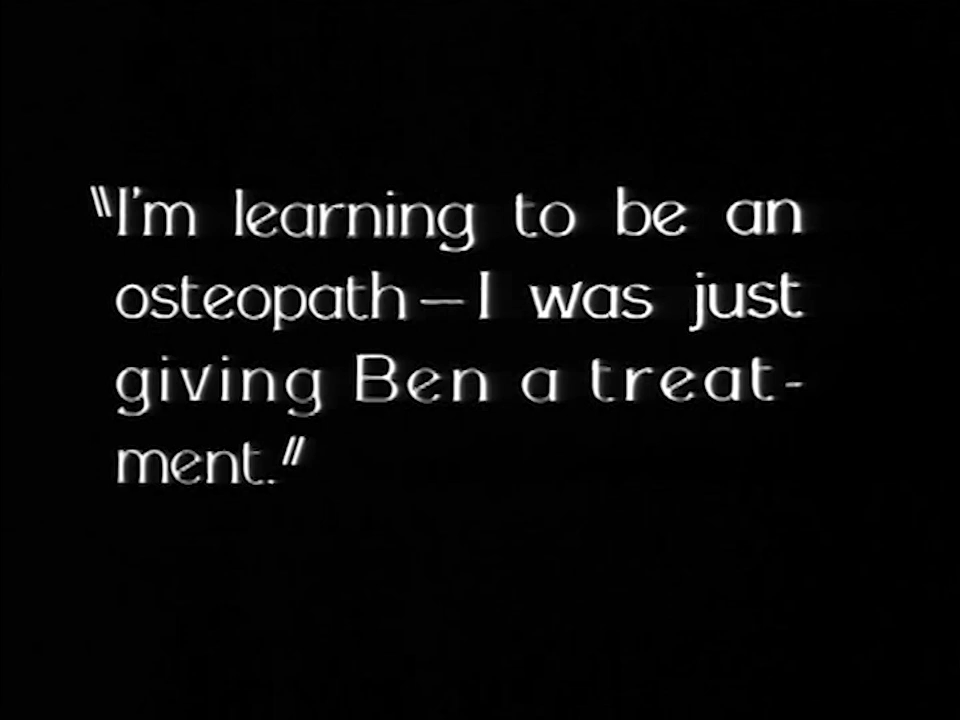 "I'm learning to be an
osteopath—I was just
giving Ben a treat-
ment."